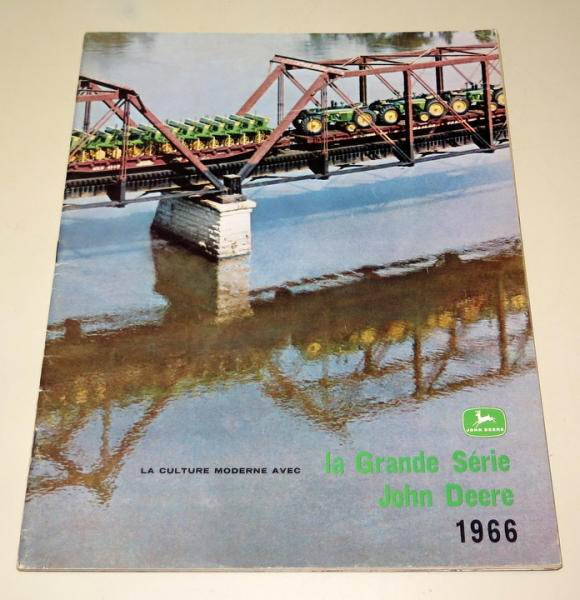 JOHN DEERE
LA CULTURE MODERNE AVEC la Grande Série
John Deere
1966